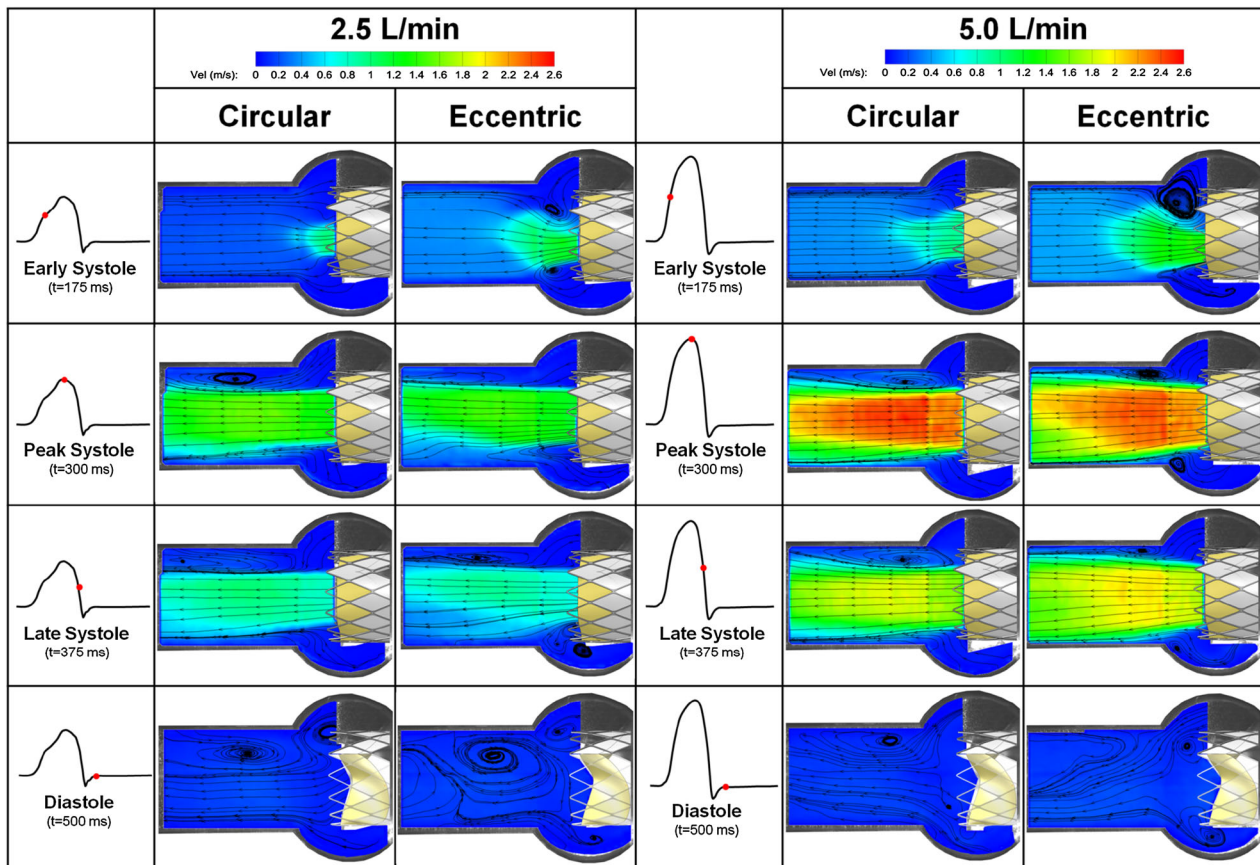 2.5 L/min
Vel (m/s): 0 0.2 0.4 0.6 0.8 1 1.2 1.4 1.6 1.8 2 2.2 2.4 2.6
5.0 L/min
Vel (m/s): 0 0.2 0.4 0.6 0.8 1 1.2 1.4 1.6 1.8 2 2.2 2.4 2.6
Circular
Eccentric
Circular
Eccentric
Early Systole
(t=175 ms)
Early Systole
(t=175 ms)
Peak Systole
(t=300 ms)
Peak Systole
(t=300 ms)
Late Systole
(t=375 ms)
Late Systole
(t=375 ms)
Diastole
(t=500 ms)
Diastole
(t=500 ms)